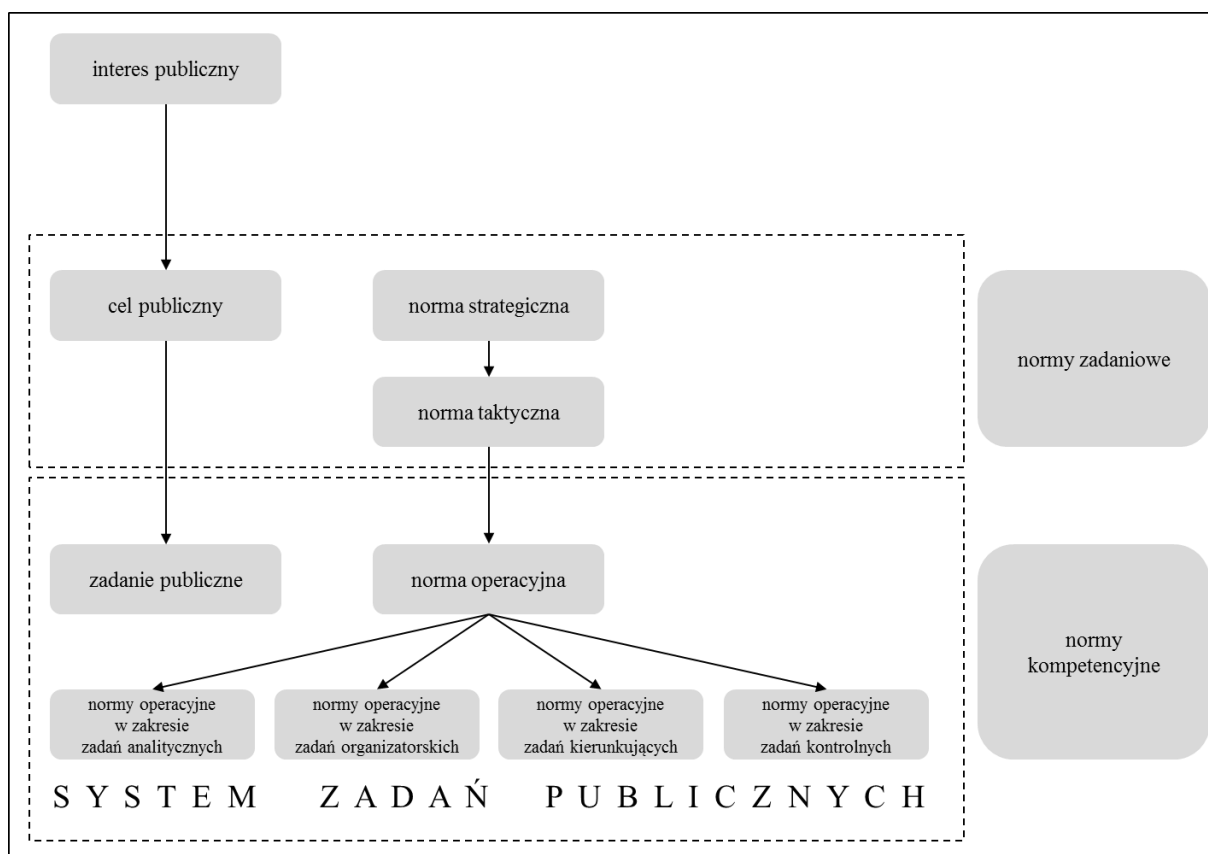 interes publiczny
cel publiczny
norma strategiczna
normy zadaniowe
norma taktyczna
zadanie publiczne
norma operacyjna
normy
kompetencyjne
normy operacyjne
w zakresie
zadań analitycznych
normy operacyjne
w zakresie
zadań organizatorskich
normy operacyjne
w zakresie
zadań kierunkujących
normy operacyjne
w zakresie
zadań kontrolnych
S Y S T E M Z A D A Ń P U B L I C Z N Y C H